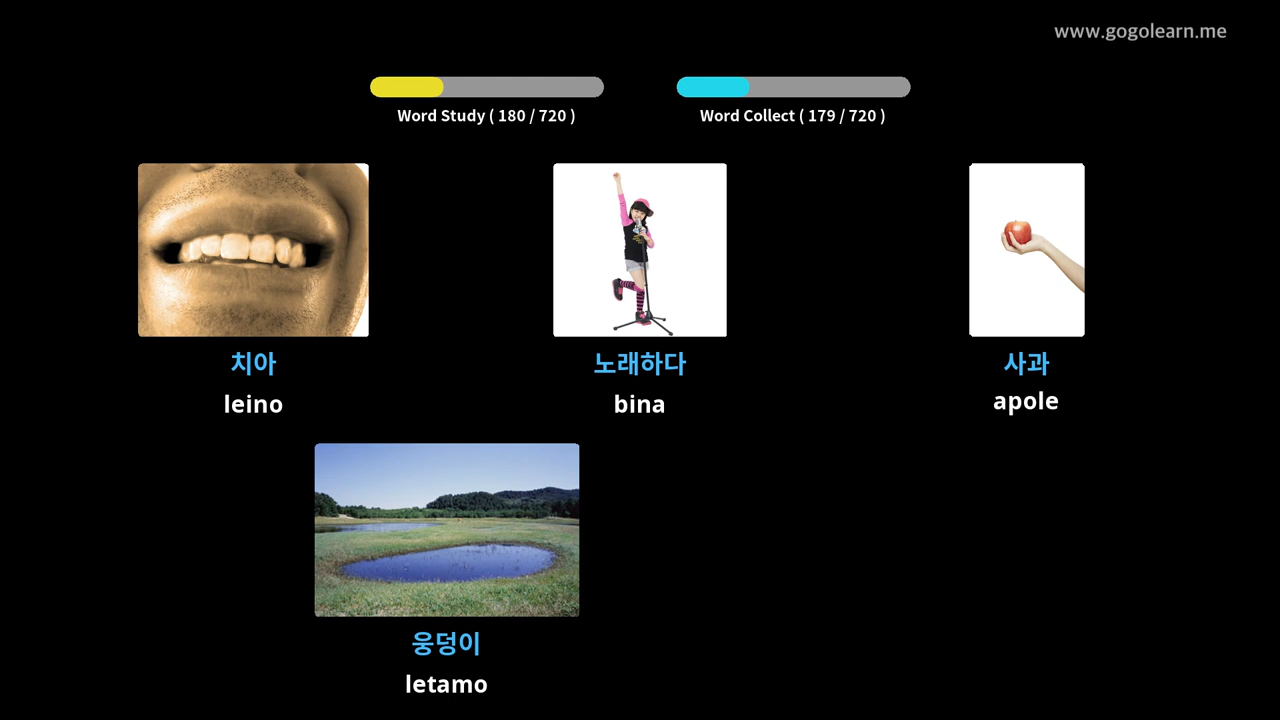 www.gogolearn.me
Word Study ( 180 / 720 )
Word Collect ( 179 / 720 )
치아
leino
노래하다
bina
사과
apole
웅덩이
letamo